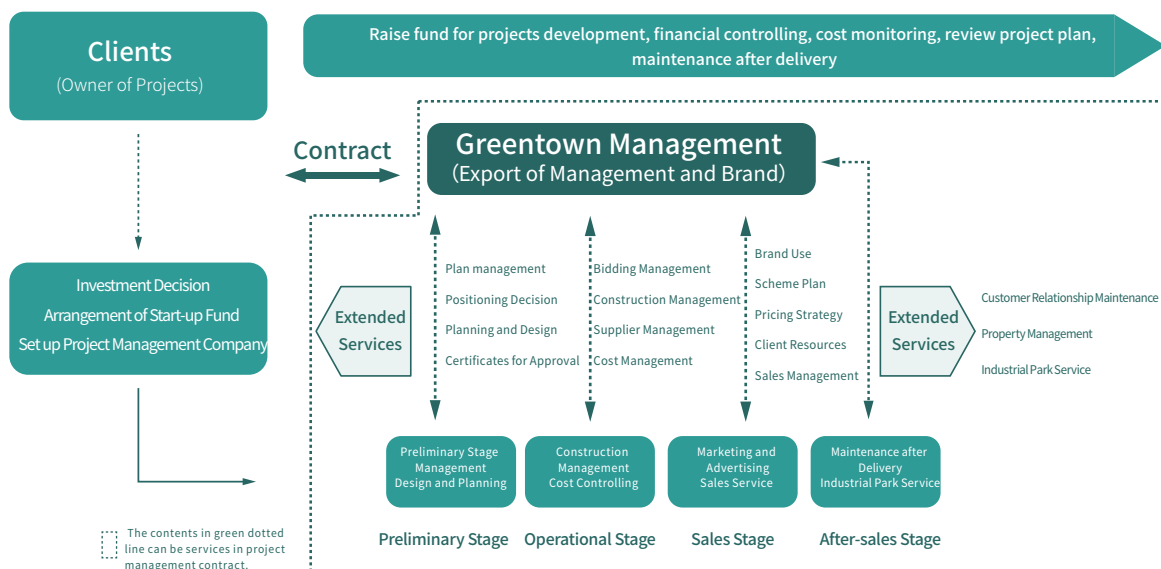 Clients
(Owner of Projects)
Raise fund for projects development, financial controlling, cost monitoring, review project plan,
maintenance after delivery
Contract
Greentown Management
(Export of Management and Brand)
Investment Decision
Arrangement of Start-up Fund
Set up Project Management Company
Extended
Services
Plan management
Positioning Decision
Planning and Design
Certificates for Approval
Bidding Management
Construction Management
Supplier Management
Cost Management
Brand Use
Scheme Plan
Pricing Strategy
Client Resources
Sales Management
Extended
Services
Customer Relationship Maintenance
Property Management
Industrial Park Service
Preliminary Stage
Management
Design and Planning
Construction
Management
Cost Controlling
Marketing and
Advertising
Sales Service
Maintenance after
Delivery
Industrial Park Service
Preliminary Stage
Operational Stage
Sales Stage
After-sales Stage
The contents in green dotted
line can be services in project
management contract.